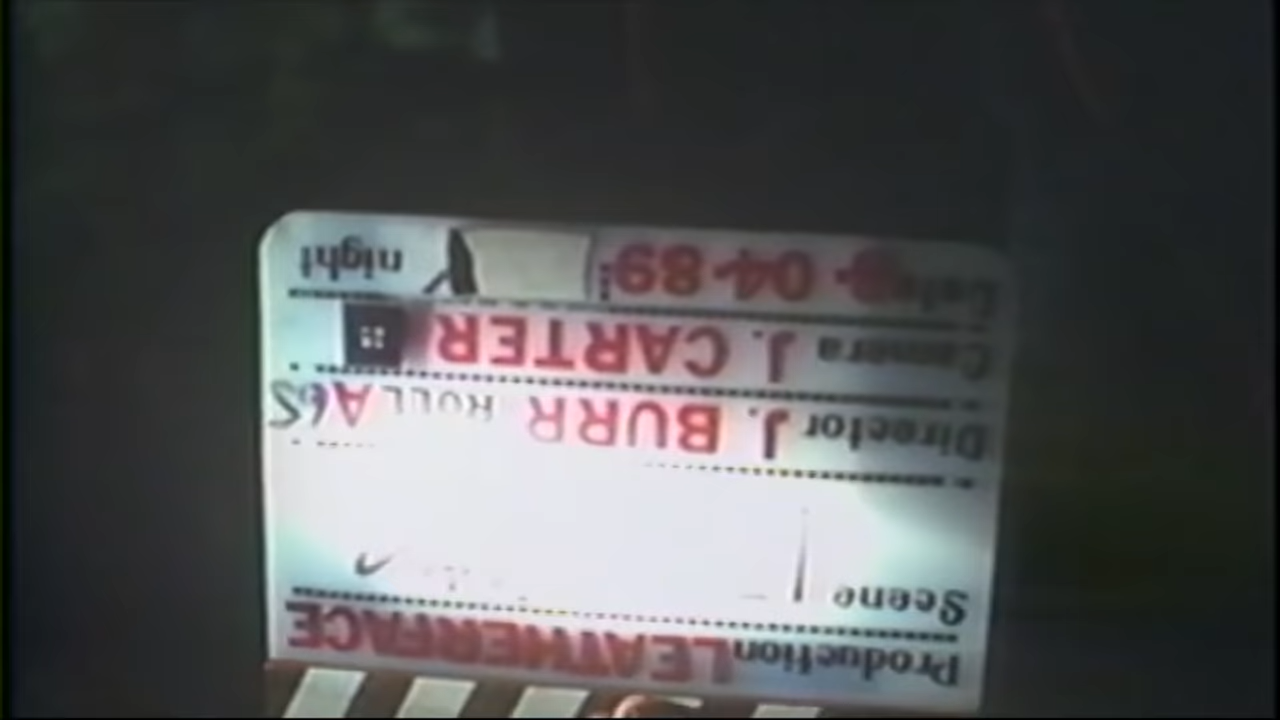 Production LEATHERFACE
Scene
Director J. BURR ROLL A65
Camera J. CARTER
Date 04-89 night